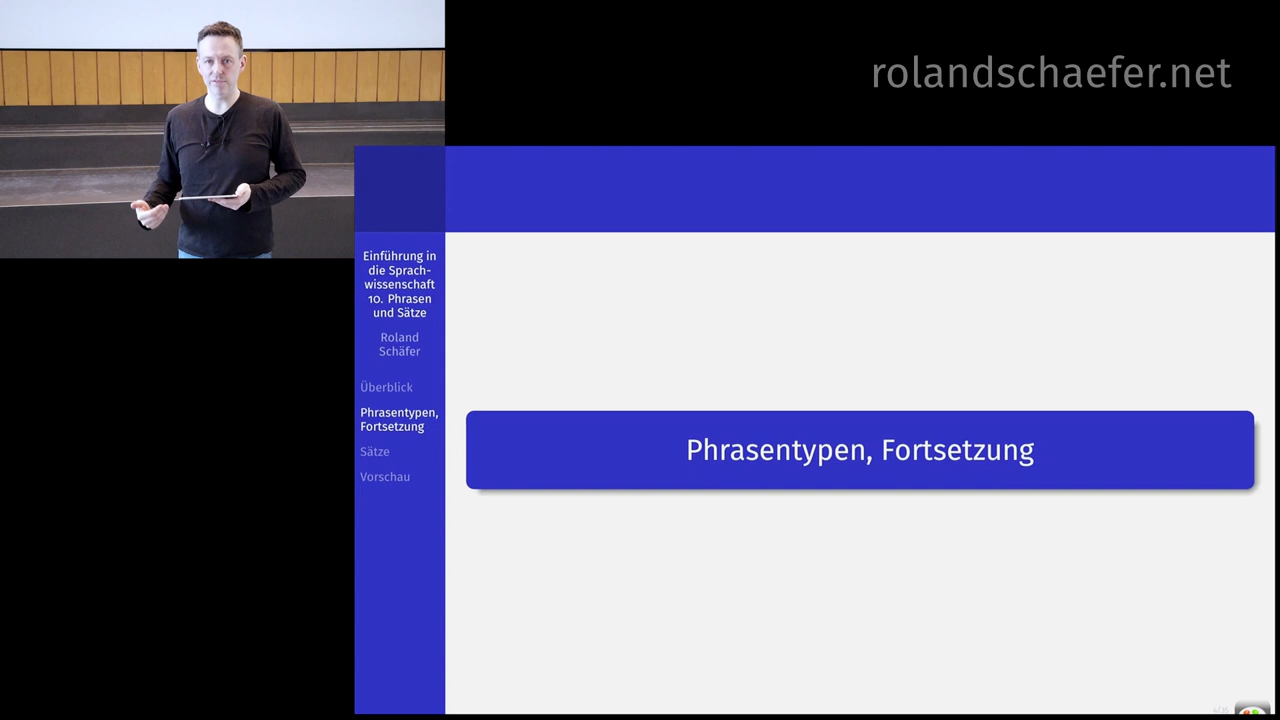 rolandschaefer.net
Einführung in
die Sprach-
wissenschaft
10. Phrasen
und Sätze
Roland
Schäfer
Überblick
Phrasentypen,
Fortsetzung
Sätze
Vorschau
Phrasentypen, Fortsetzung